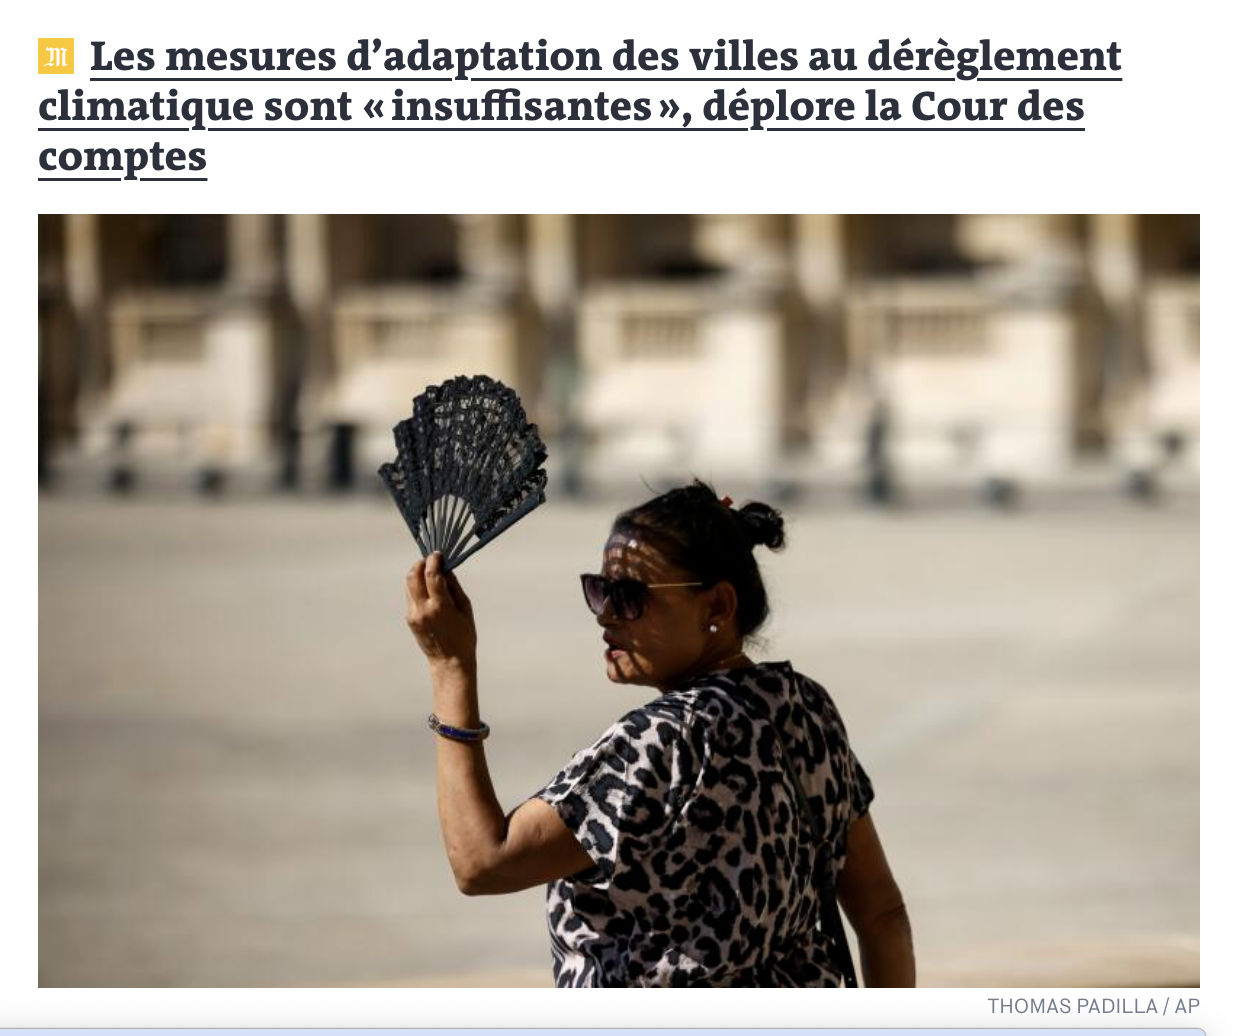 M Les mesures d’adaptation des villes au dérèglement
climatique sont « insuffisantes », déplore la Cour des
comptes
THOMAS PADILLA / AP